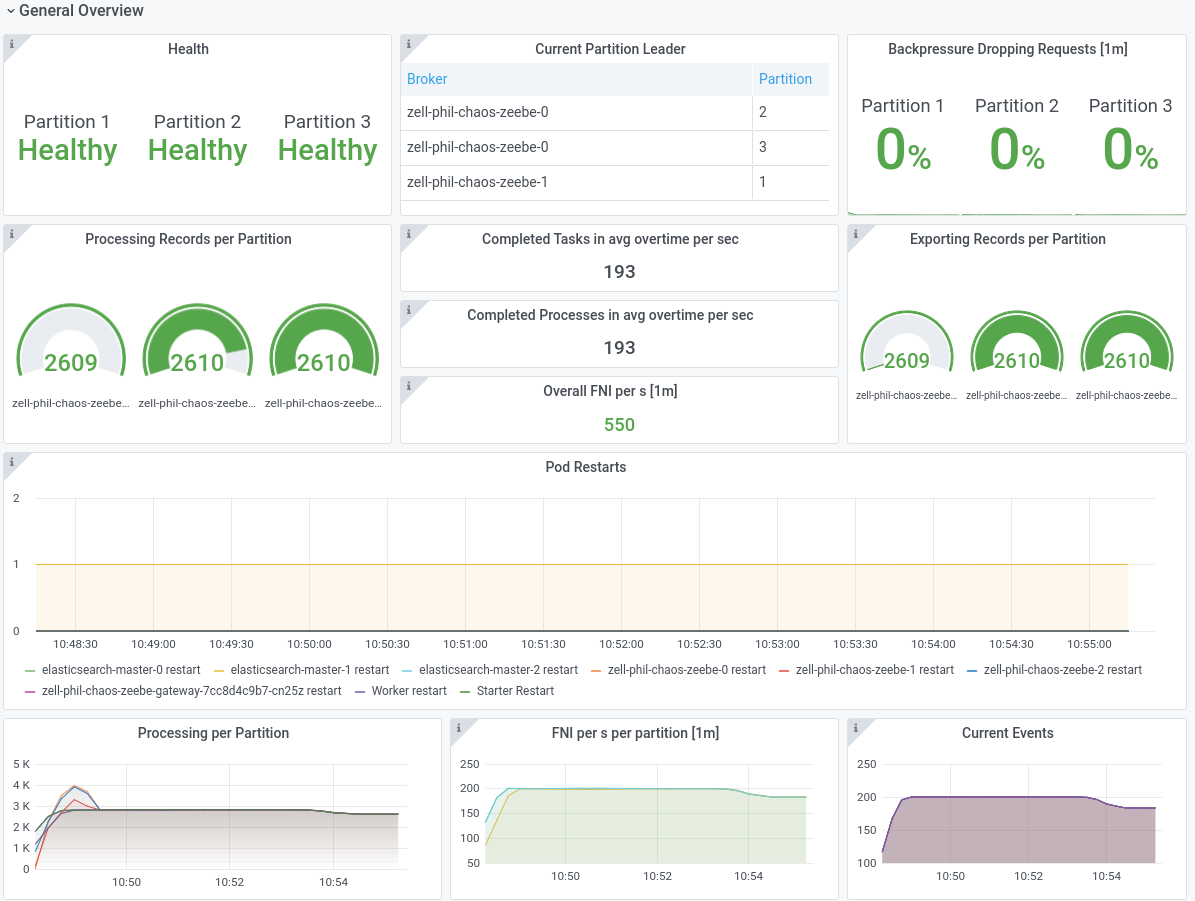 General Overview
Health
Partition 1 Partition 2 Partition 3
Healthy Healthy Healthy
Current Partition Leader
Broker Partition
zell-phil-chaos-zeebe-0 2
zell-phil-chaos-zeebe-0 3
zell-phil-chaos-zeebe-1 1
Backpressure Dropping Requests [1m]
Partition 1 Partition 2 Partition 3
0% 0% 0%
Processing Records per Partition
2609 2610 2610
zell-phil-chaos-zeebe... zell-phil-chaos-zeebe... zell-phil-chaos-zeebe...
Completed Tasks in avg overtime per sec
193
Completed Processes in avg overtime per sec
193
Overall FNI per s [1m]
550
Exporting Records per Partition
2609 2610 2610
zell-phil-chaos-zeebe... zell-phil-chaos-zeebe... zell-phil-chaos-zeebe...
Pod Restarts
2
1
0
10:48:30 10:49:00 10:49:30 10:50:00 10:50:30 10:51:00 10:51:30 10:52:00 10:52:30 10:53:00 10:53:30 10:54:00 10:54:30 10:55:00
elasticsearch-master-0 restart elasticsearch-master-1 restart elasticsearch-master-2 restart zell-phil-chaos-zeebe-0 restart zell-phil-chaos-zeebe-1 restart zell-phil-chaos-zeebe-2 restart
zell-phil-chaos-zeebe-gateway-7cc8d4c9b7-cn25z restart Worker restart Starter Restart
Processing per Partition
5 K
4 K
3 K
2 K
1 K
0
10:50 10:52 10:54
FNI per s per partition [1m]
250
200
150
100
50
10:50 10:52 10:54
Current Events
250
200
150
100
10:50 10:52 10:54